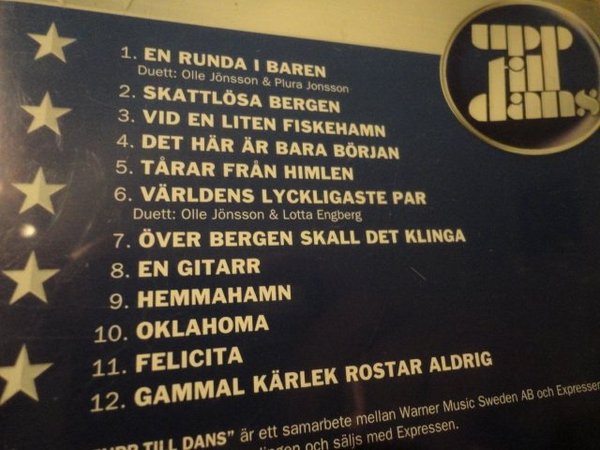 upp
till
dans
1. EN RUNDA I BAREN
Duett: Olle Jönsson & Plura Jonsson
2. SKATTLÖSA BERGEN
3. VID EN LITEN FISKEHAMN
4. DET HÄR ÄR BARA BÖRJAN
5. TÅRAR FRÅN HIMLEN
6. VÄRLDENS LYCKLIGASTE PAR
Duett: Olle Jönsson & Lotta Engberg
7. ÖVER BERGEN SKALL DET KLINGA
8. EN GITARR
9. HEMMAHAMN
10. OKLAHOMA
11. FELICITA
12. GAMMAL KÄRLEK ROSTAR ALDRIG
TILL DANS" är ett samarbete mellan Warner Music Sweden AB och Expressen
och säljs med Expressen.